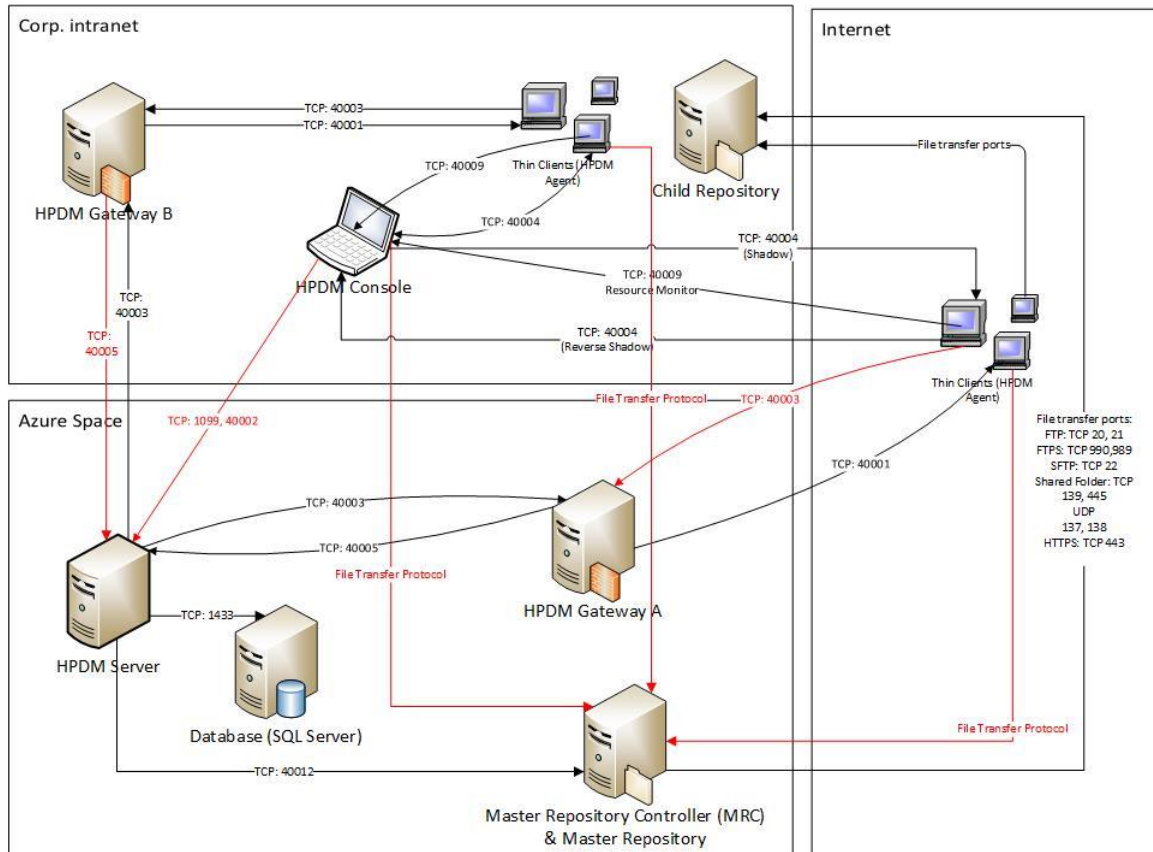 Corp. intranet
Internet
TCP: 40003
TCP: 40001
HPDM Gateway B
TCP:
40009
Thin Clients (HPDM
Agent)
TCP: 40004
HPDM Console
Child Repository
File transfer ports
TCP: 40004
(Shadow)
TCP: 40009
Resource Monitor
TCP: 40004
(Reverse Shadow)
Thin Clients (HPDM
Agent)
TCP:
40003
TCP:
40005
Azure Space
TCP: 1099, 40002
File Transfer Protocol
TCP: 40003
TCP: 40001
File transfer ports:
FTP: TCP 20, 21
FTPS: TCP 990,989
SFTP: TCP 22
Shared Folder: TCP
139, 445
UDP
137, 138
HTTPS: TCP 443
TCP: 40003
TCP: 40005
File Transfer Protocol
HPDM Gateway A
HPDM Server
TCP: 1433
Database (SQL Server)
TCP: 40012
File Transfer Protocol
Master Repository Controller (MRC)
& Master Repository